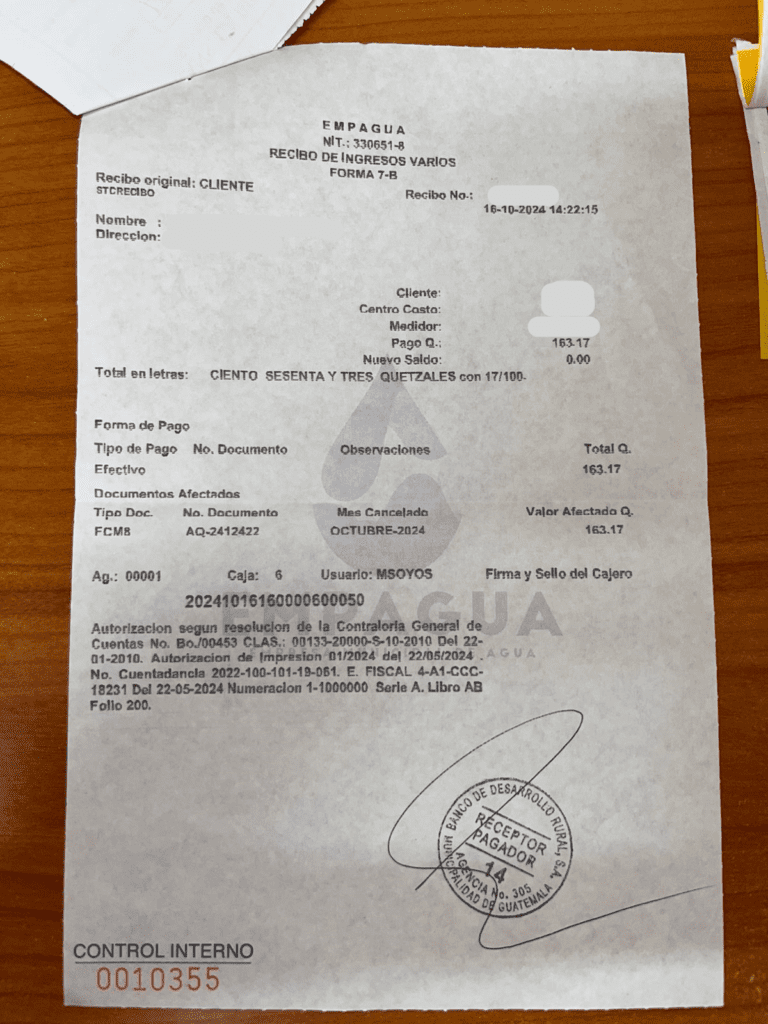 EMPAGUA
NIT.: 330651-8
RECIBO DE INGRESOS VARIOS
FORMA 7-B
Recibo original: CLIENTE
STCRECIBO
Recibo No.:
16-10-2024 14:22:15
Nombre :
Direccion:
Cliente:
Centro Costo:
Medidor:
Pago Q.: 163.17
Nuevo Saldo: 0.00
Total en letras: CIENTO SESENTA Y TRES QUETZALES con 17/100-
Forma de Pago
Tipo de Pago No. Documento Observaciones Total Q.
Efectivo 163.17
Documentos Afectados
Tipo Doc. No. Documento Mes Cancelado Valor Afectado Q.
FCM8 AQ-2412422 OCTUBRE-2024 163.17
Ag.: 00001 Caja: 6 Usuario: MSOYOS Firma y Sello del Cajero
20241016160000600050
EMPAGUA
AGUA
Autorizacion segun resolucion de la Contraloria General de
Cuentas No. Bo./00453 CLAS.: 00133-20000-S-10-2010 Del 22-
01-2010. Autorizacion de Impresion 01/2024 del 22/05/2024 .
No. Cuentadancia 2022-100-101-19-061. E. FISCAL 4-A1-CCC-
18231 Del 22-05-2024 Numeracion 1-1000000 Serie A. Libro AB
Folio 200.
BANCO DE DESARROLLO RURAL, S.A.
RECEPTOR
PAGADOR
14
AGENCIA No. 305
MUNICIPALIDAD DE GUATEMALA
CONTROL INTERNO
0010355